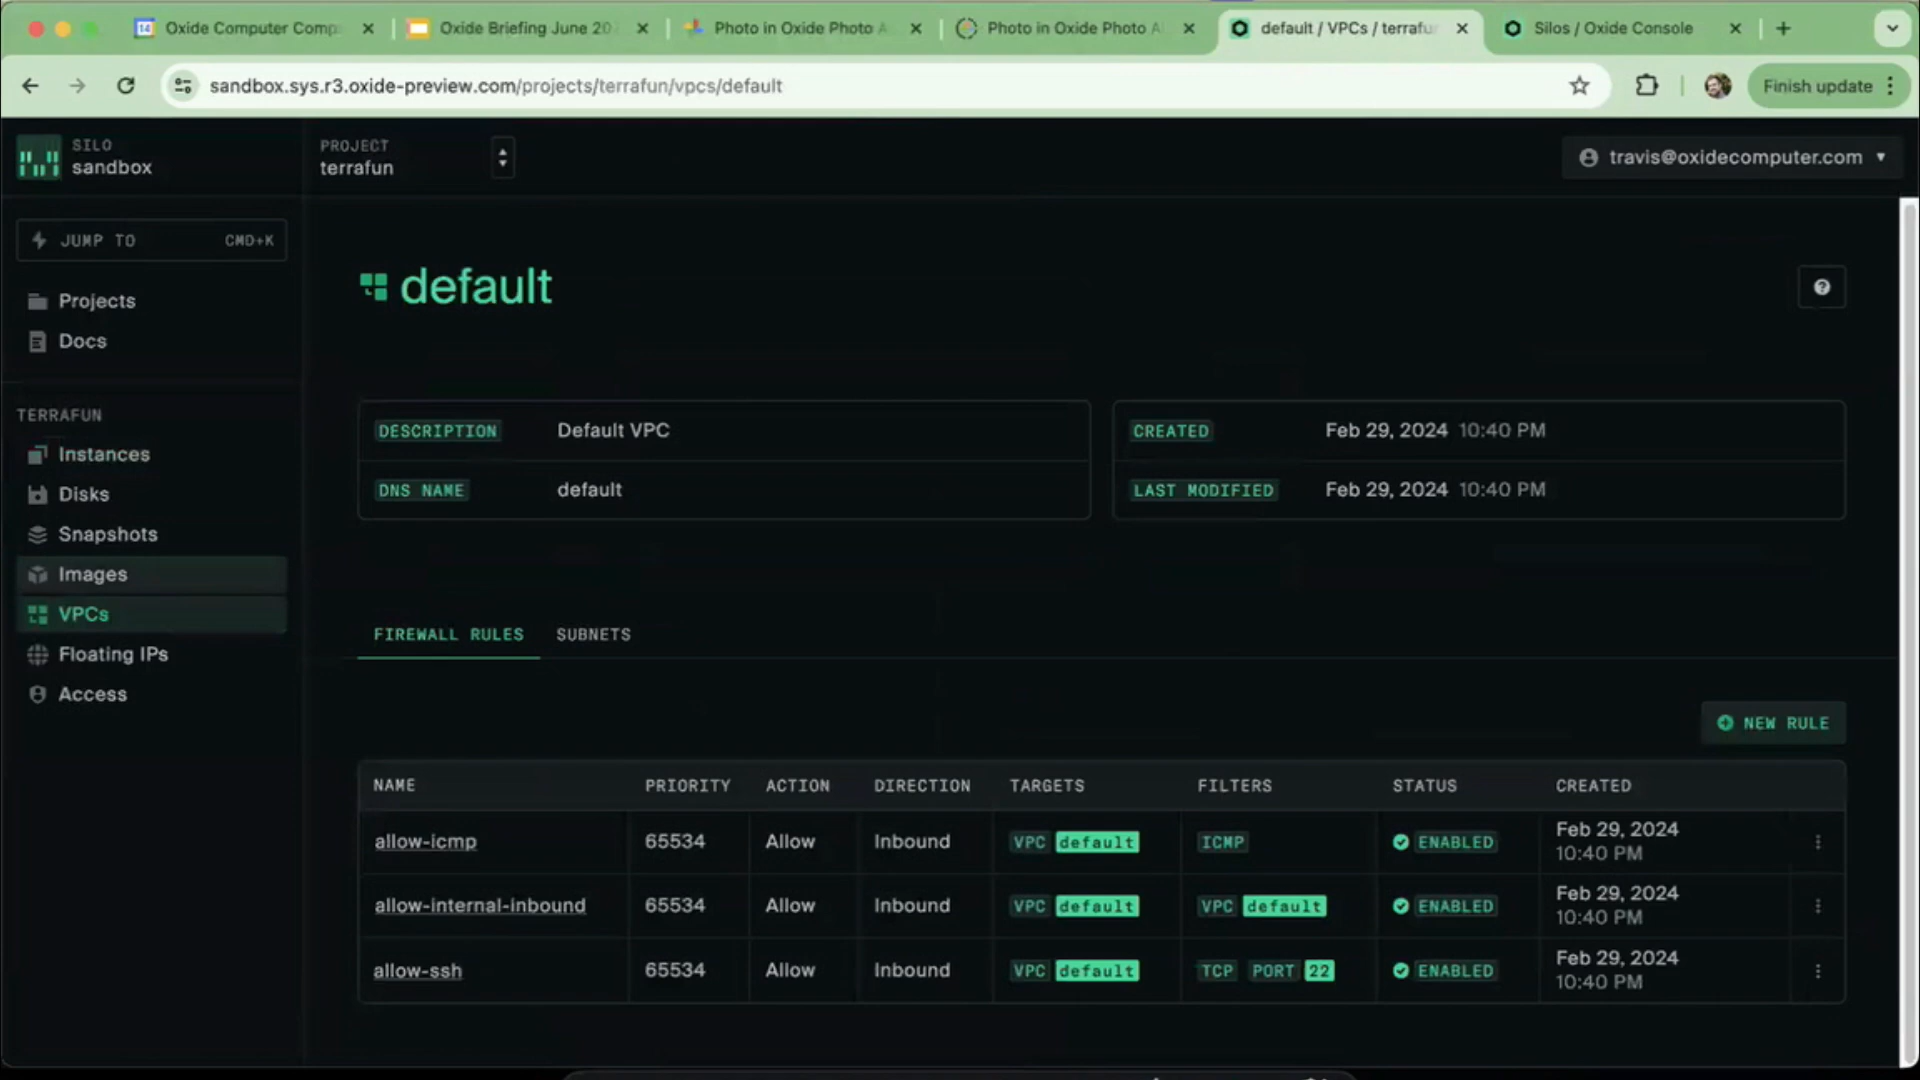 14 Oxide Computer Comp
Oxide Briefing June 20
Photo in Oxide Photo A
Photo in Oxide Photo Al
default / VPCs / terrafu
Silos / Oxide Console
sandbox.sys.r3.oxide-preview.com/projects/terrafun/vpcs/default
Finish update
SILO
sandbox
PROJECT
terrafun
travis@oxidecomputer.com
JUMP TO CMD+K
Projects
Docs
TERRAFUN
Instances
Disks
Snapshots
Images
VPCs
Floating IPs
Access
default
DESCRIPTION Default VPC
DNS NAME default
CREATED Feb 29, 2024 10:40 PM
LAST MODIFIED Feb 29, 2024 10:40 PM
FIREWALL RULES SUBNETS
NEW RULE
NAME PRIORITY ACTION DIRECTION TARGETS FILTERS STATUS CREATED
allow-icmp 65534 Allow Inbound VPC default ICMP ENABLED Feb 29, 2024
10:40 PM
allow-internal-inbound 65534 Allow Inbound VPC default VPC default ENABLED Feb 29, 2024
10:40 PM
allow-ssh 65534 Allow Inbound VPC default TCP PORT 22 ENABLED Feb 29, 2024
10:40 PM